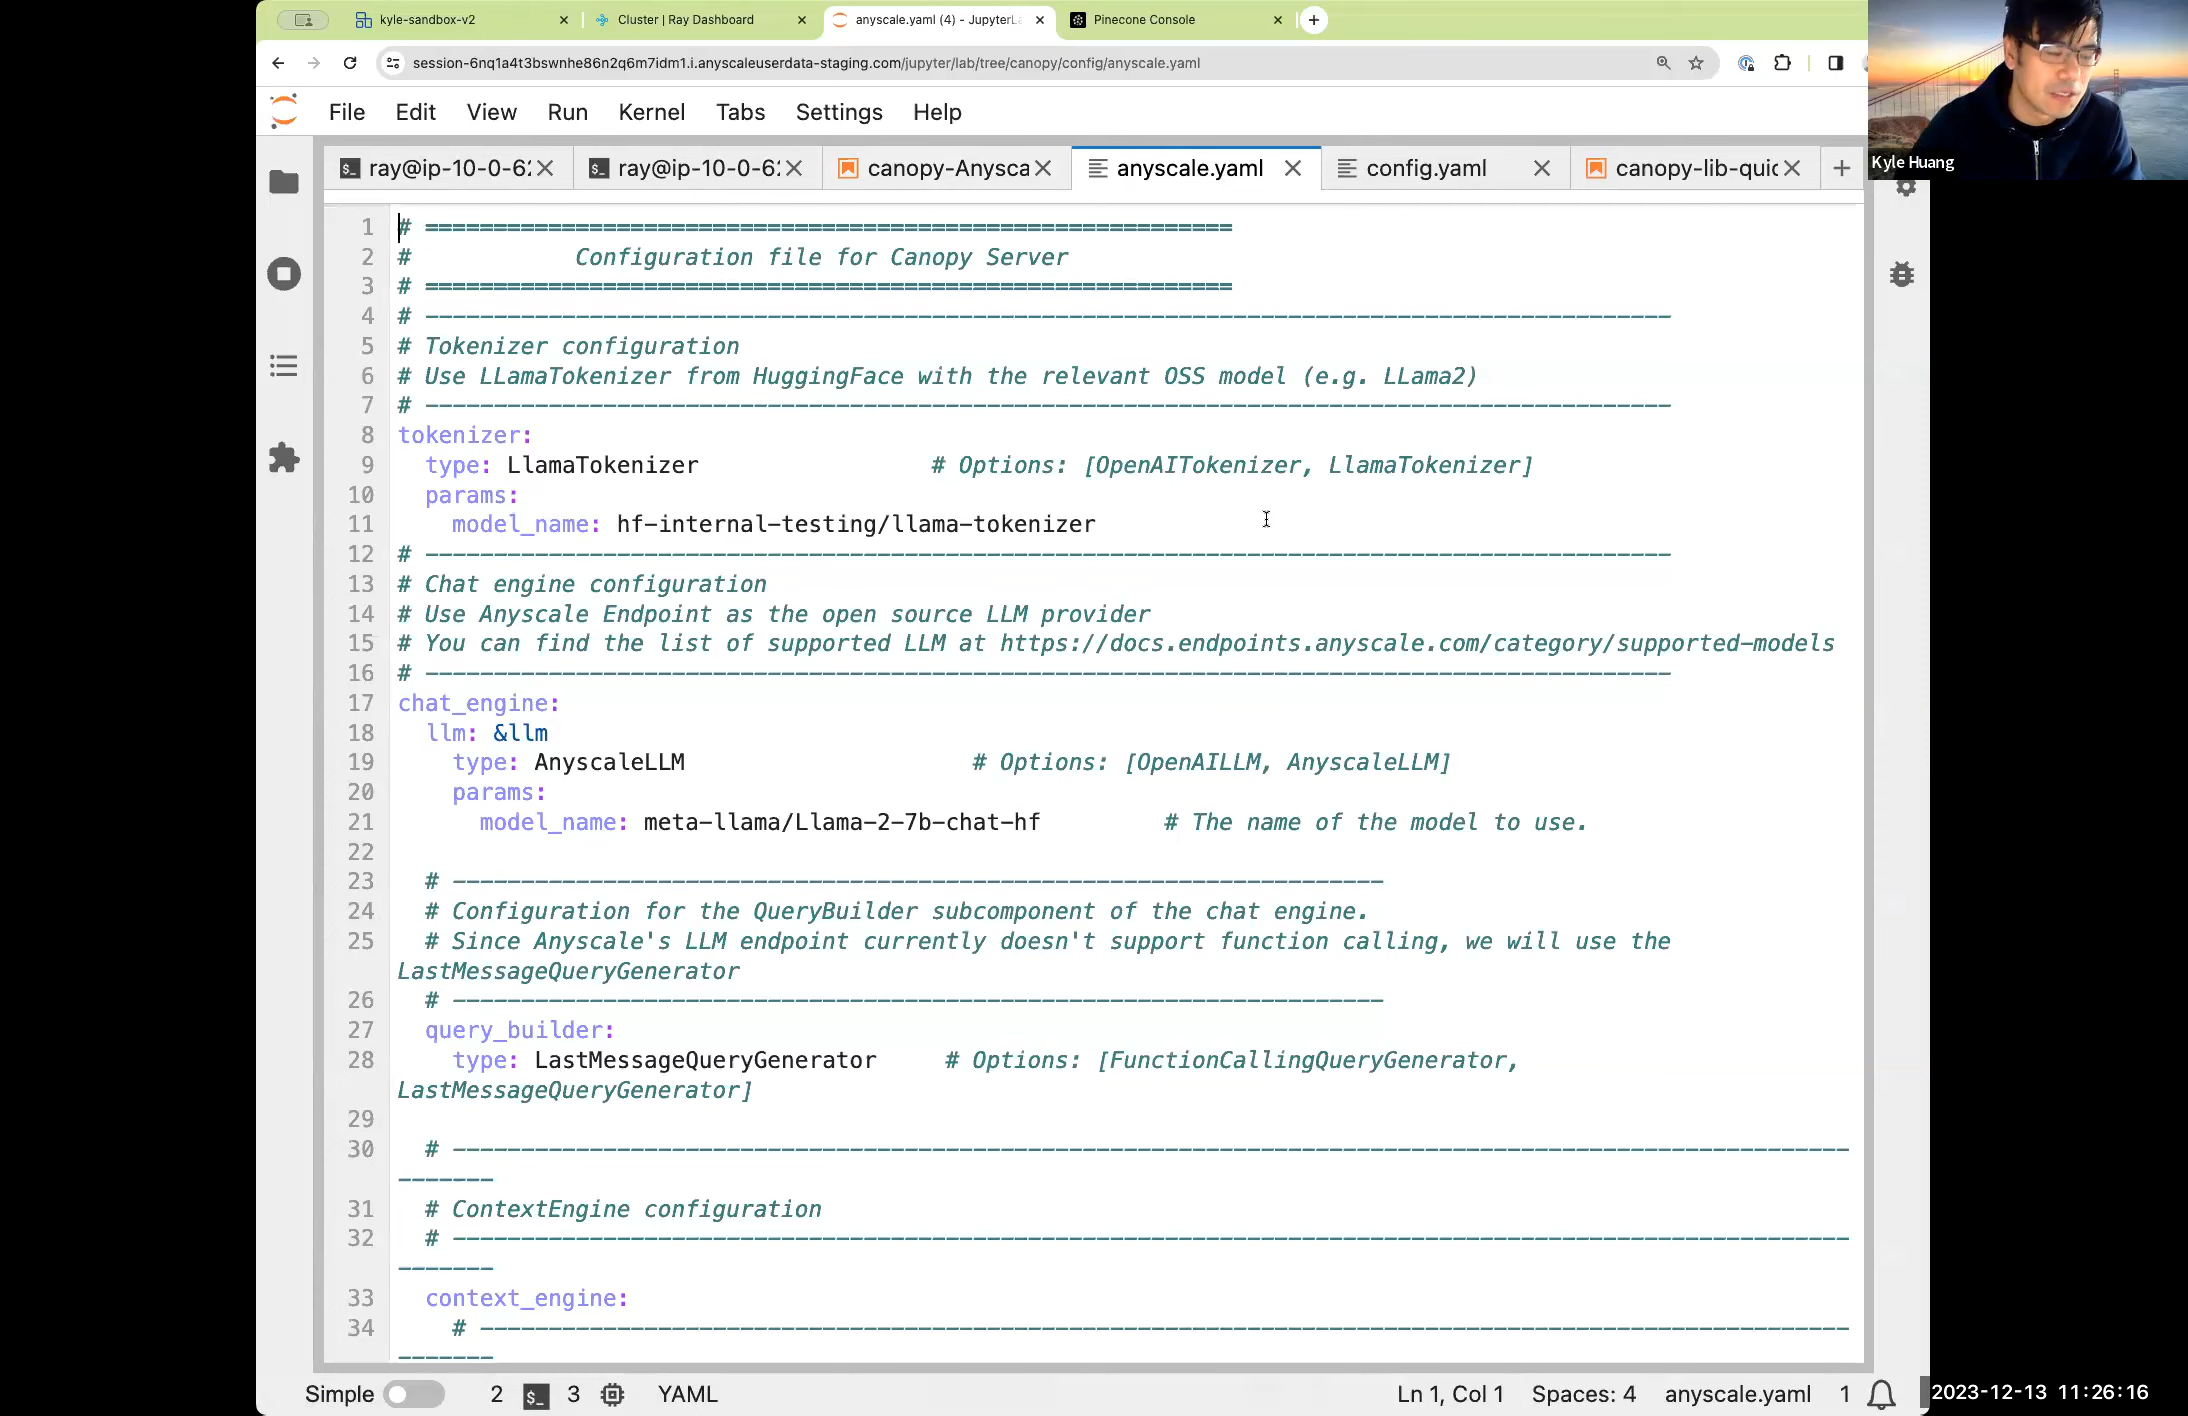 kyle-sandbox-v2
Cluster | Ray Dashboard
anyscale.yaml (4) - JupyterL
Pinecone Console
session-6nq1a4t3bswnhe86n2q6m7idm1.i.anyscaleuserdata-staging.com/jupyter/lab/tree/canopy/config/anyscale.yaml
File Edit View Run Kernel Tabs Settings Help
Kyle Huang
ray@ip-10-0-6
ray@ip-10-0-6
canopy-Anysca
anyscale.yaml
config.yaml
canopy-lib-quic
1 # ===========================================================
2 # Configuration file for Canopy Server
3 # ===========================================================
4 # -------------------------------------------------------------------------------------------
5 # Tokenizer configuration
6 # Use LLamaTokenizer from HuggingFace with the relevant OSS model (e.g. LLama2)
7 # -------------------------------------------------------------------------------------------
8 tokenizer:
9 type: LlamaTokenizer # Options: [OpenAITokenizer, LlamaTokenizer]
10 params:
11 model_name: hf-internal-testing/llama-tokenizer
12 # -------------------------------------------------------------------------------------------
13 # Chat engine configuration
14 # Use Anyscale Endpoint as the open source LLM provider
15 # You can find the list of supported LLM at https://docs.endpoints.anyscale.com/category/supported-models
16 # -------------------------------------------------------------------------------------------
17 chat_engine:
18 llm: &llm
19 type: AnyscaleLLM # Options: [OpenAILLM, AnyscaleLLM]
20 params:
21 model_name: meta-llama/Llama-2-7b-chat-hf # The name of the model to use.
22
23 # --------------------------------------------------------------------
24 # Configuration for the QueryBuilder subcomponent of the chat engine.
25 # Since Anyscale's LLM endpoint currently doesn't support function calling, we will use the
LastMessageQueryGenerator
26 # --------------------------------------------------------------------
27 query_builder:
28 type: LastMessageQueryGenerator # Options: [FunctionCallingQueryGenerator,
LastMessageQueryGenerator]
29
30 # ------------------------------------------------------------------------------------------------------
-------
31 # ContextEngine configuration
32 # ------------------------------------------------------------------------------------------------------
-------
33 context_engine:
34 # ----------------------------------------------------------------------------------------------------
-------
Simple 2 $_ 3 YAML Ln 1, Col 1 Spaces: 4 anyscale.yaml 1
2023-12-13 11:26:16